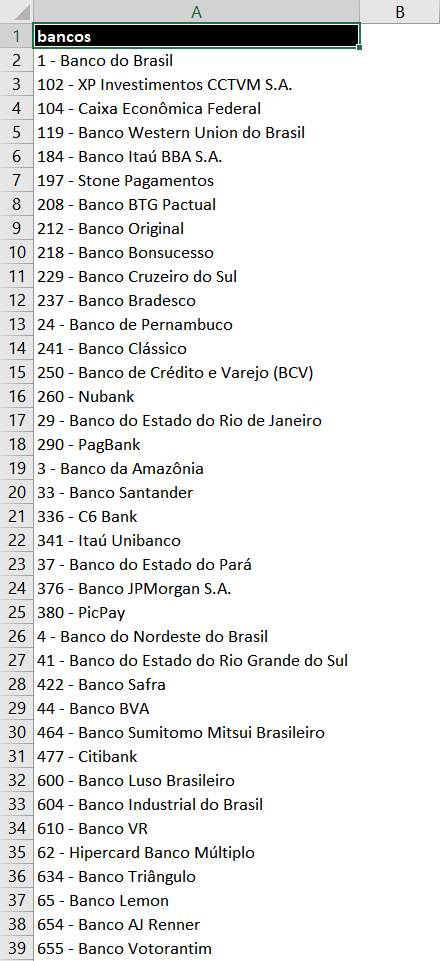 A B
1 bancos
2 1 - Banco do Brasil
3 102 - XP Investimentos CCTVM S.A.
4 104 - Caixa Econômica Federal
5 119 - Banco Western Union do Brasil
6 184 - Banco Itaú BBA S.A.
7 197 - Stone Pagamentos
8 208 - Banco BTG Pactual
9 212 - Banco Original
10 218 - Banco Bonsucesso
11 229 - Banco Cruzeiro do Sul
12 237 - Banco Bradesco
13 24 - Banco de Pernambuco
14 241 - Banco Clássico
15 250 - Banco de Crédito e Varejo (BCV)
16 260 - Nubank
17 29 - Banco do Estado do Rio de Janeiro
18 290 - PagBank
19 3 - Banco da Amazônia
20 33 - Banco Santander
21 336 - C6 Bank
22 341 - Itaú Unibanco
23 37 - Banco do Estado do Pará
24 376 - Banco JPMorgan S.A.
25 380 - PicPay
26 4 - Banco do Nordeste do Brasil
27 41 - Banco do Estado do Rio Grande do Sul
28 422 - Banco Safra
29 44 - Banco BVA
30 464 - Banco Sumitomo Mitsui Brasileiro
31 477 - Citibank
32 600 - Banco Luso Brasileiro
33 604 - Banco Industrial do Brasil
34 610 - Banco VR
35 62 - Hipercard Banco Múltiplo
36 634 - Banco Triângulo
37 65 - Banco Lemon
38 654 - Banco AJ Renner
39 655 - Banco Votorantim